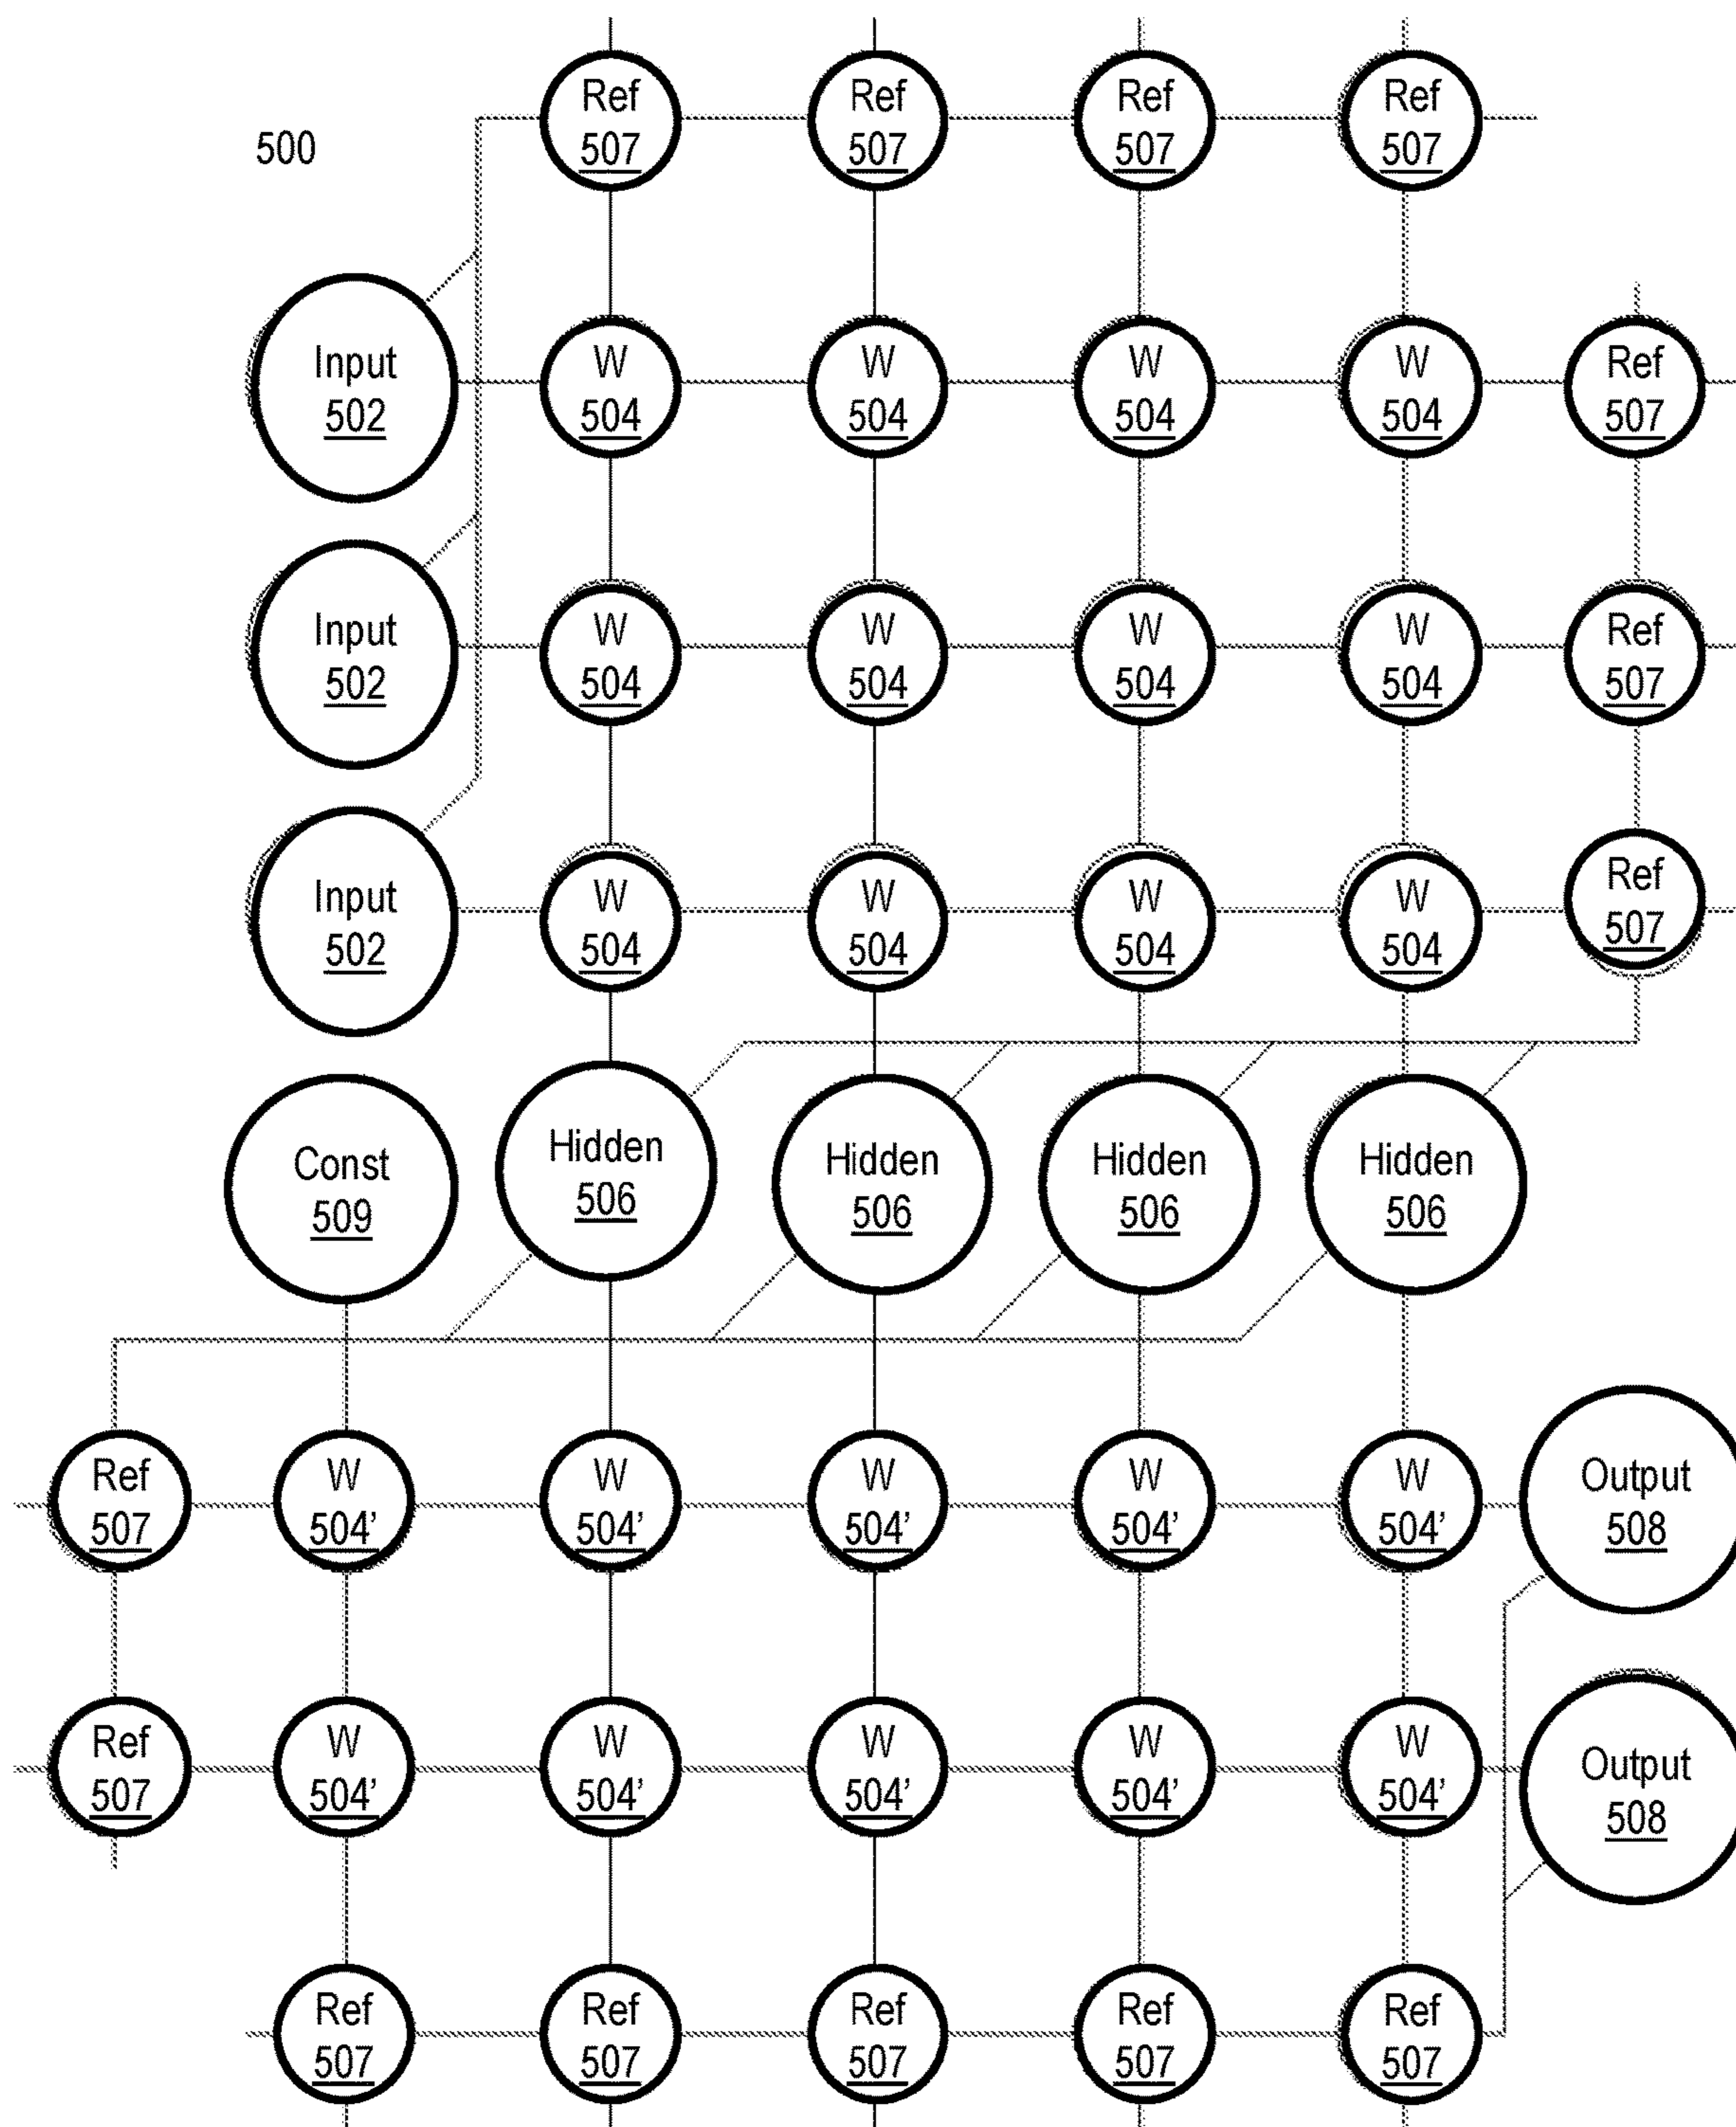 Ref Ref Ref Ref
500 507 507 507 507
Input W W W W Ref
502 504 504 504 504 507
Input W W W W Ref
502 504 504 504 504 507
Input W W W W Ref
502 504 504 504 504 507
Const Hidden Hidden Hidden Hidden
509 506 506 506 506
Ref W W W W W Output
507 504' 504' 504' 504' 504' 508
Ref W W W W W Output
507 504' 504' 504' 504' 504' 508
Ref Ref Ref Ref Ref
507 507 507 507 507